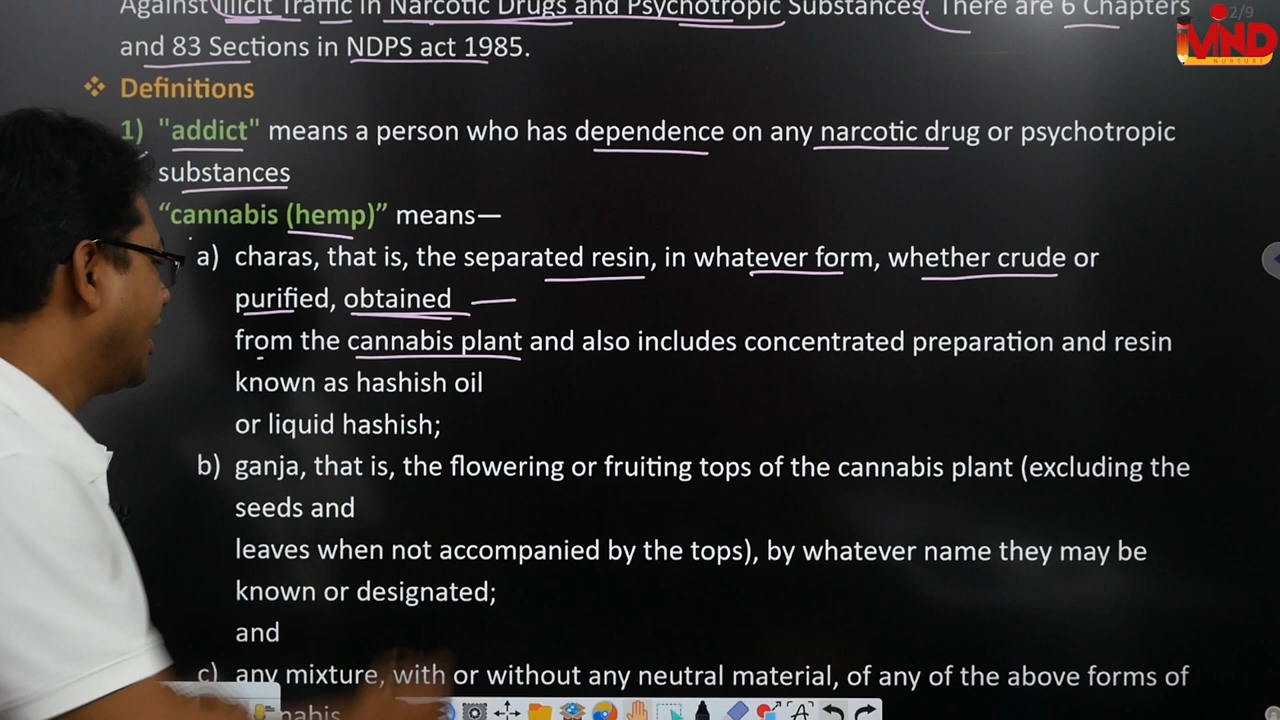 Against Illicit Traffic in Narcotic Drugs and Psychotropic Substances. There are 6 Chapters
and 83 Sections in NDPS act 1985.
2/9
MIND
NURTURE
❖ Definitions
1) "addict" means a person who has dependence on any narcotic drug or psychotropic
substances
“cannabis (hemp)” means—
a) charas, that is, the separated resin, in whatever form, whether crude or
purified, obtained
from the cannabis plant and also includes concentrated preparation and resin
known as hashish oil
or liquid hashish;
b) ganja, that is, the flowering or fruiting tops of the cannabis plant (excluding the
seeds and
leaves when not accompanied by the tops), by whatever name they may be
known or designated;
and
c) any mixture, with or without any neutral material, of any of the above forms of